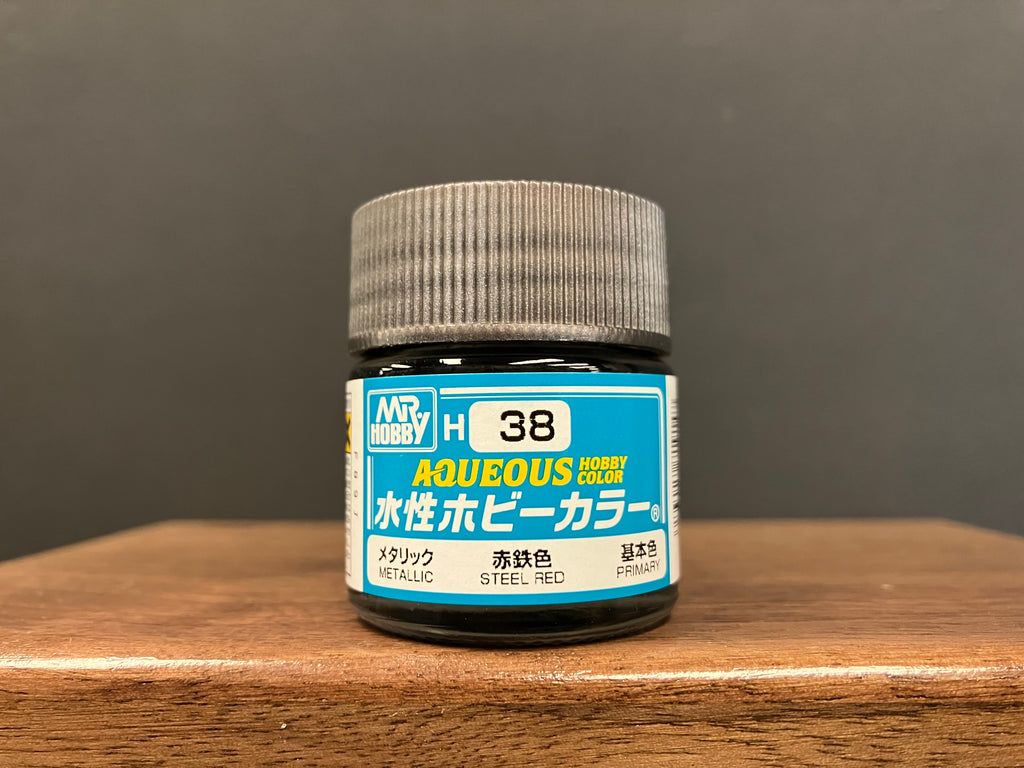 MR. HOBBY
H 38
AQUEOUS HOBBY COLOR
水性ホビーカラー®
メタリック 赤鉄色 基本色
METALLIC STEEL RED PRIMARY